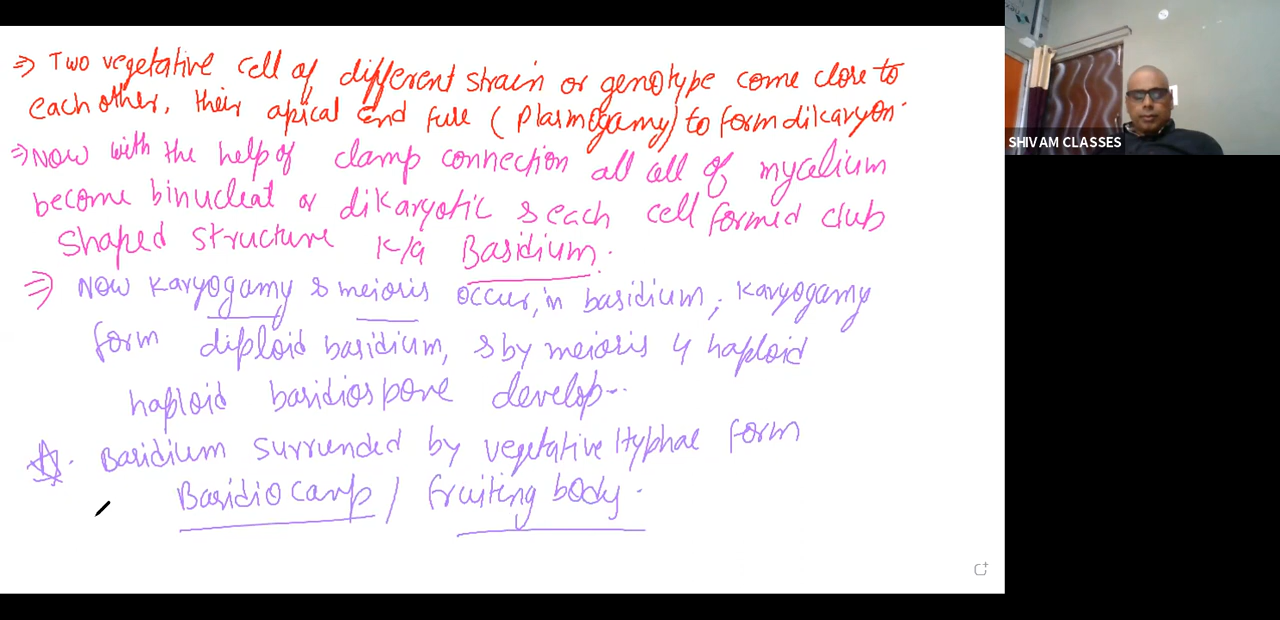 ⇒ Two vegetative cell of different strain or genotype come close to
each other, their apical end fuse (Plasmogamy) to form dikaryon.
⇒ Now with the help of clamp connection all cell of mycelium
become binucleat or dikaryotic & each cell formed club
shaped structure K/a Basidium.
⇒ Now Karyogamy & meiosis occur, in basidium, Karyogamy
form diploid basidium, & by meiosis 4 haploid
haploid basidiospore develop..
☆. Basidium surrunded by vegetative Hyphae form
Basidiocarp / fruiting body.
SHIVAM CLASSES